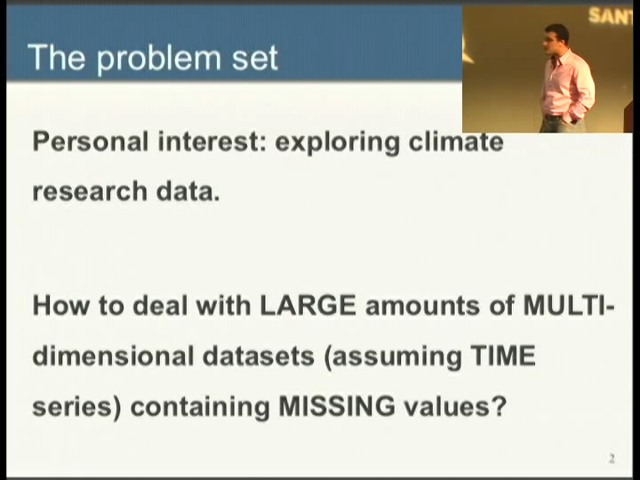 The problem set
SANT
Personal interest: exploring climate
research data.
How to deal with LARGE amounts of MULTI-
dimensional datasets (assuming TIME
series) containing MISSING values?
2